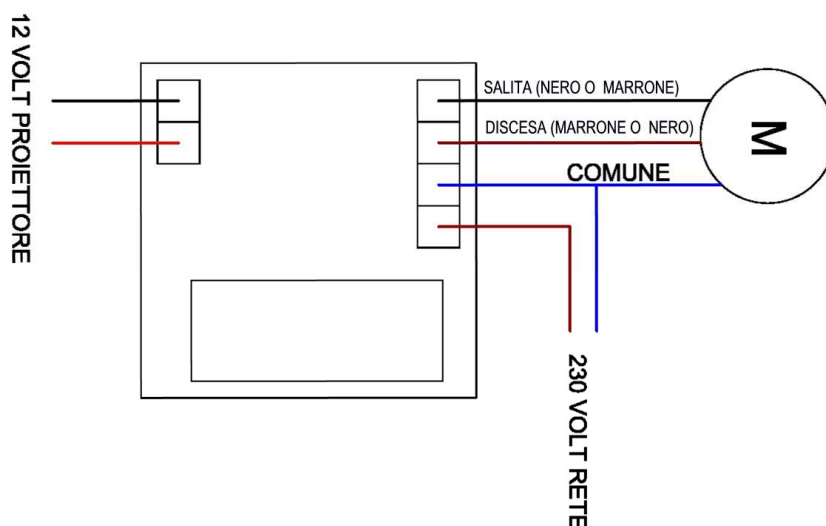 12 VOLT PROIETTORE
SALITA (NERO O MARRONE)
DISCESA (MARRONE O NERO)
COMUNE
M
230 VOLT RETE